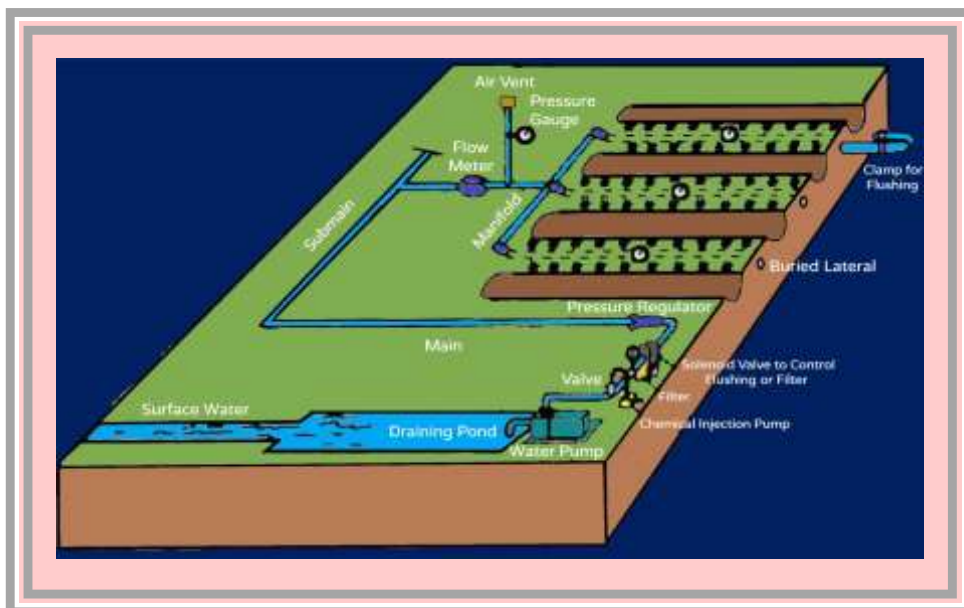 Air Vent
Pressure
Gauge
Flow
Meter
Clamp for
Flushing
Submain
Manifold
Buried Lateral
Pressure Regulator
Main
Solenoid Valve to Control
Flushing or Filter
Valve
Filter
Surface Water
Chemical Injection Pump
Draining Pond
Water Pump